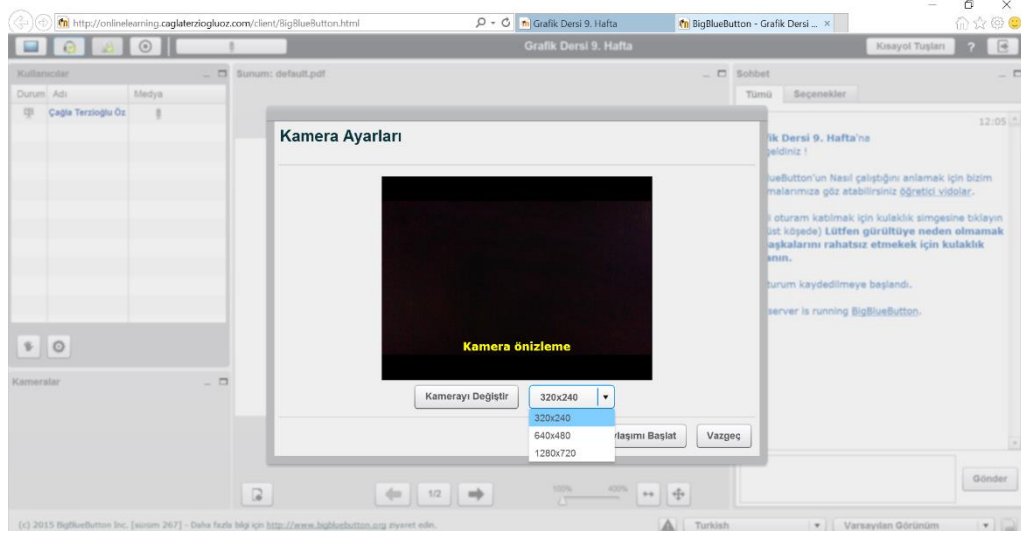 http://onlinelearning.caglaterziogluoz.com/client/BigBlueButton.html
Grafik Dersi 9. Hafta
BigBlueButton - Grafik Dersi ...
Grafik Dersi 9. Hafta
Kısayol Tuşları
?
Kullanıcılar
Sunum: default.pdf
Sohbet
Durum Adı Medya
Tümü Seçenekler
Çağla Terzioğlu Öz
12:05
Kamera Ayarları
fik Dersi 9. Hafta'na
geldiniz !
lueButton'un Nasıl çalıştığını anlamak için bizim
malarımıza göz atabilirsiniz öğretici vidolar.
i oturam katılmak için kulaklık simgesine tıklayın
üst köşede) Lütfen gürültüye neden olmamak
aşkalarını rahatsız etmekek için kulaklık
anın.
turum kaydedilmeye başlandı.
server is running BigBlueButton.
Kamera önizleme
Kameralar
Kamerayı Değiştir
320x240
320x240
640x480
1280x720
ylaşımı Başlat
Vazgeç
Gönder
1/2
100% 400%
(c) 2015 BigBlueButton Inc. [sürüm 267] - Daha fazla bilgi için http://www.bigbluebutton.org ziyaret edin.
Turkish
Varsayılan Görünüm